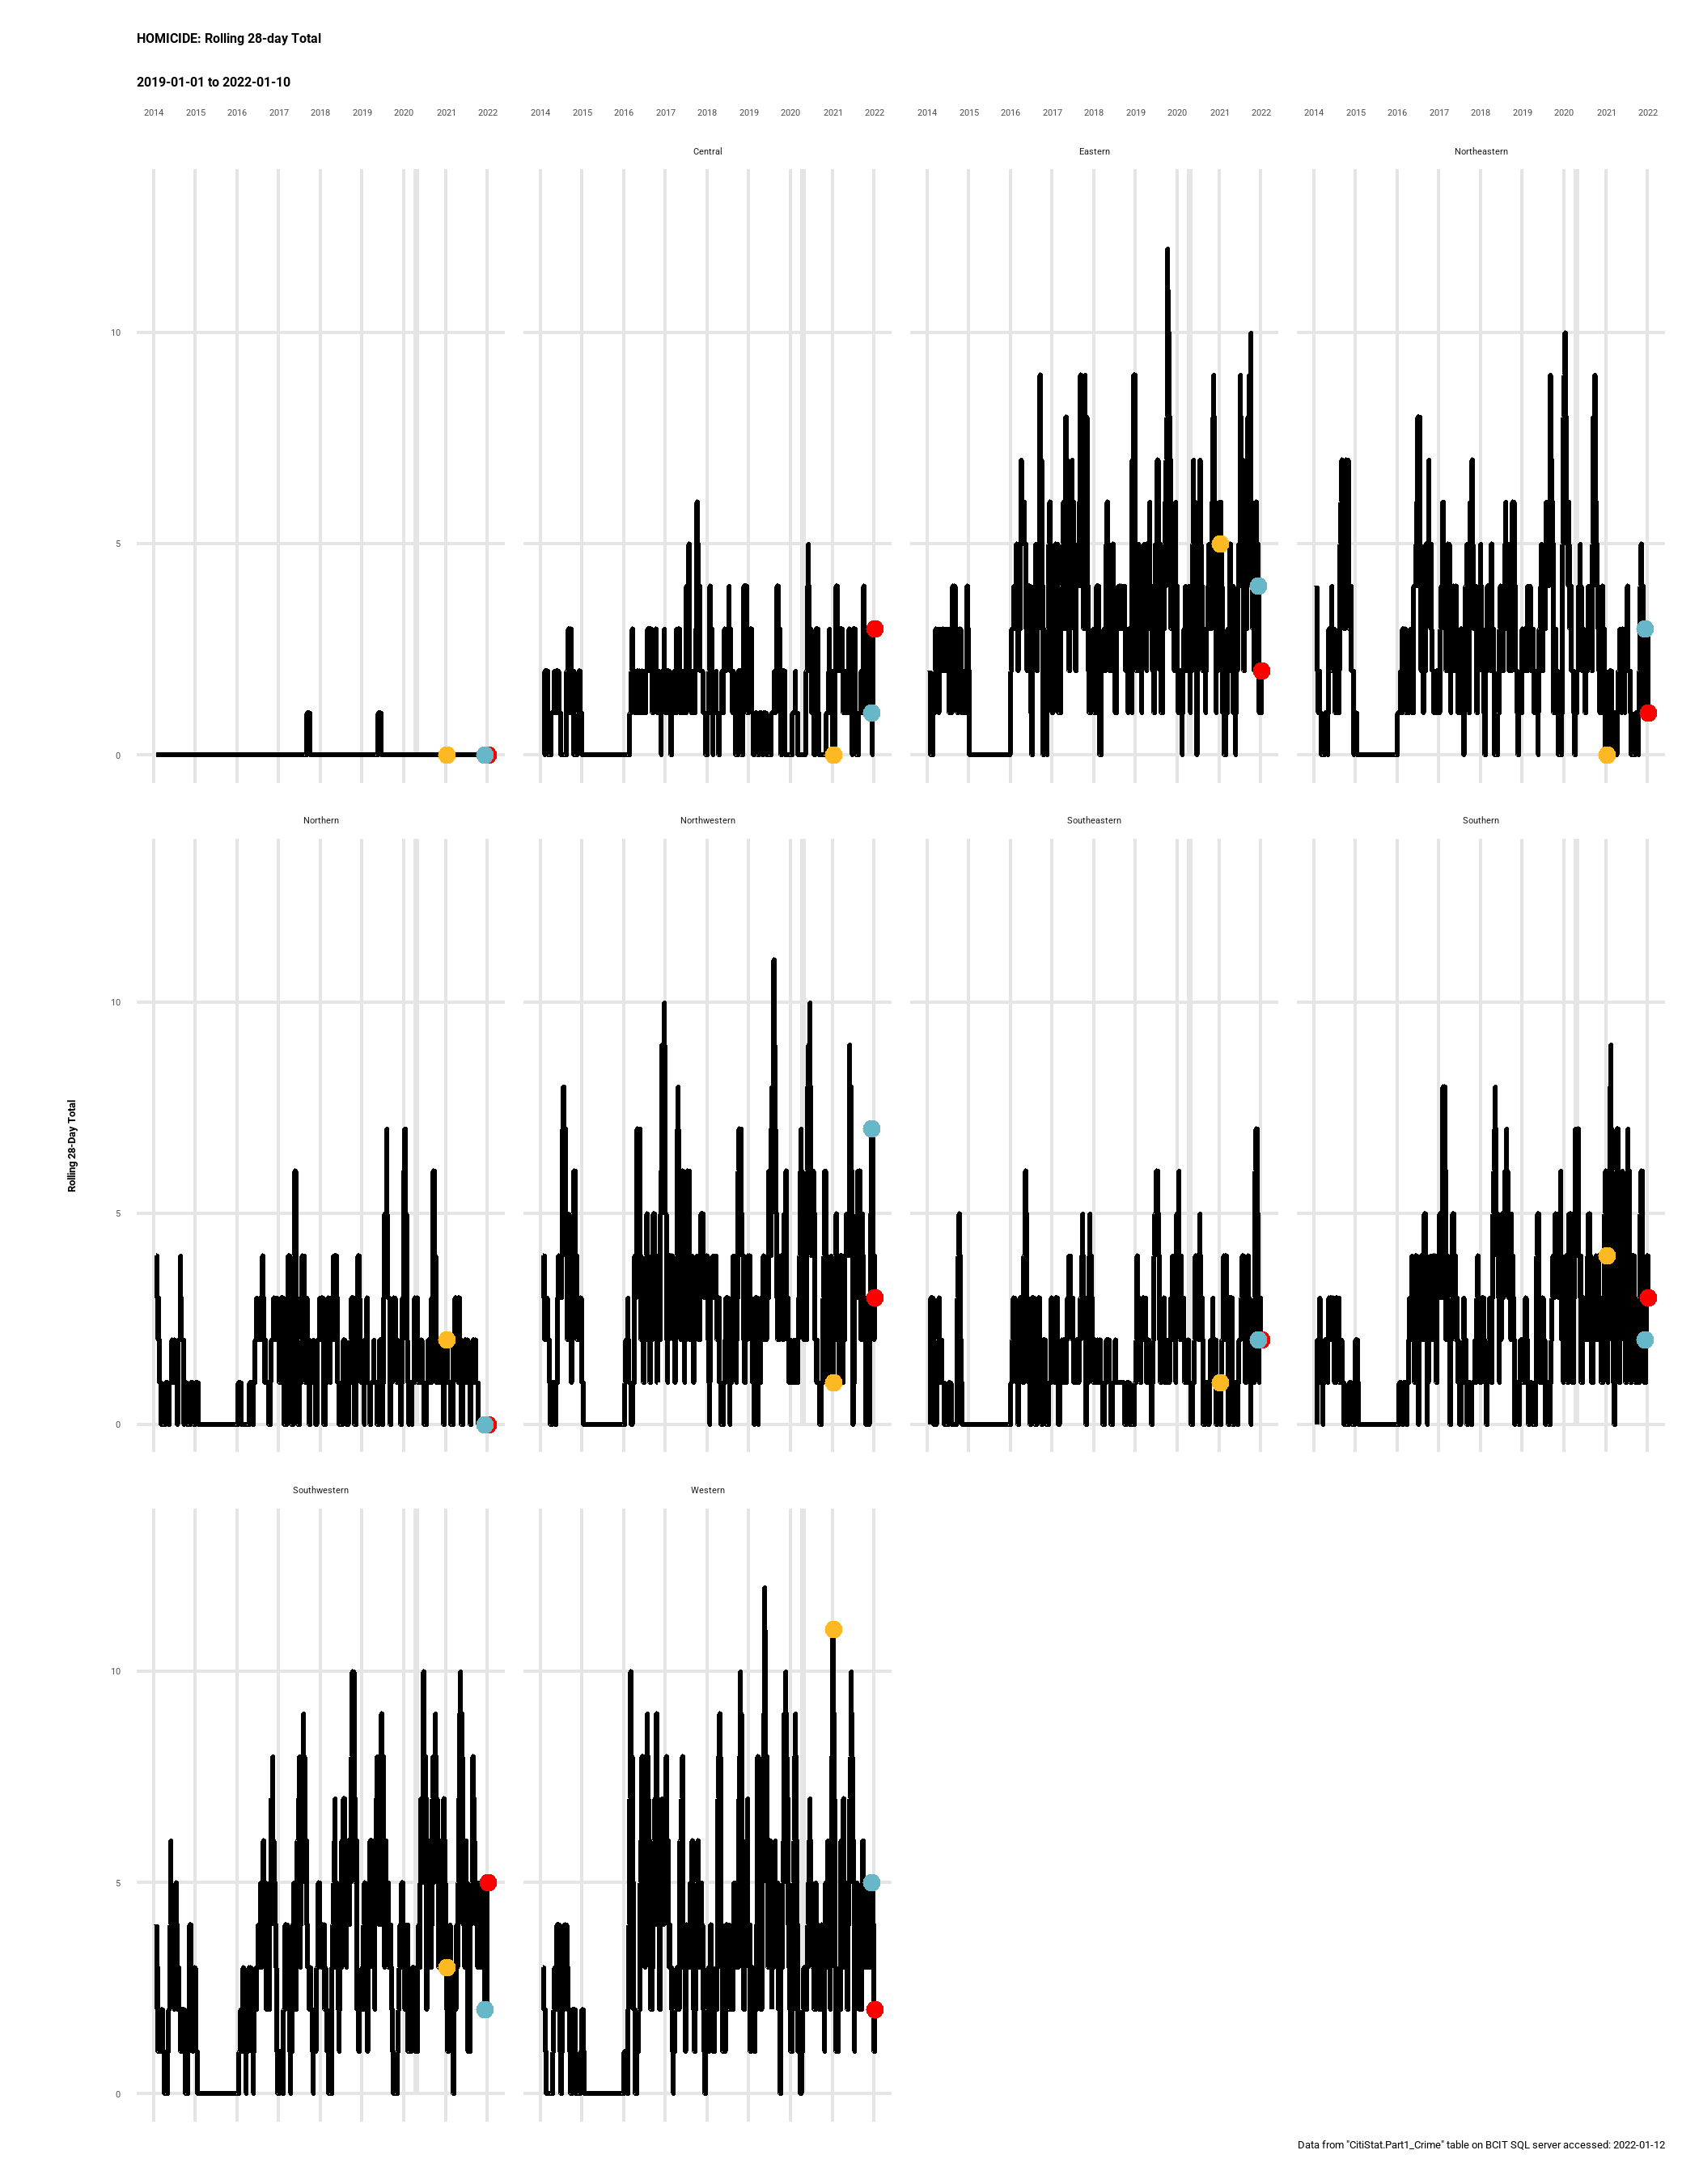 HOMICIDE: Rolling 28-day Total
2019-01-01 to 2022-01-10
2014 2015 2016 2017 2018 2019 2020 2021 2022 2014 2015 2016 2017 2018 2019 2020 2021 2022 2014 2015 2016 2017 2018 2019 2020 2021 2022 2014 2015 2016 2017 2018 2019 2020 2021 2022
Central Eastern Northeastern
10
5
0
Northern Northwestern Southeastern Southern
10
Rolling 28-Day Total
5
0
Southwestern Western
10
5
0
Data from "CitiStat.Part1_Crime" table on BCIT SQL server accessed: 2022-01-12